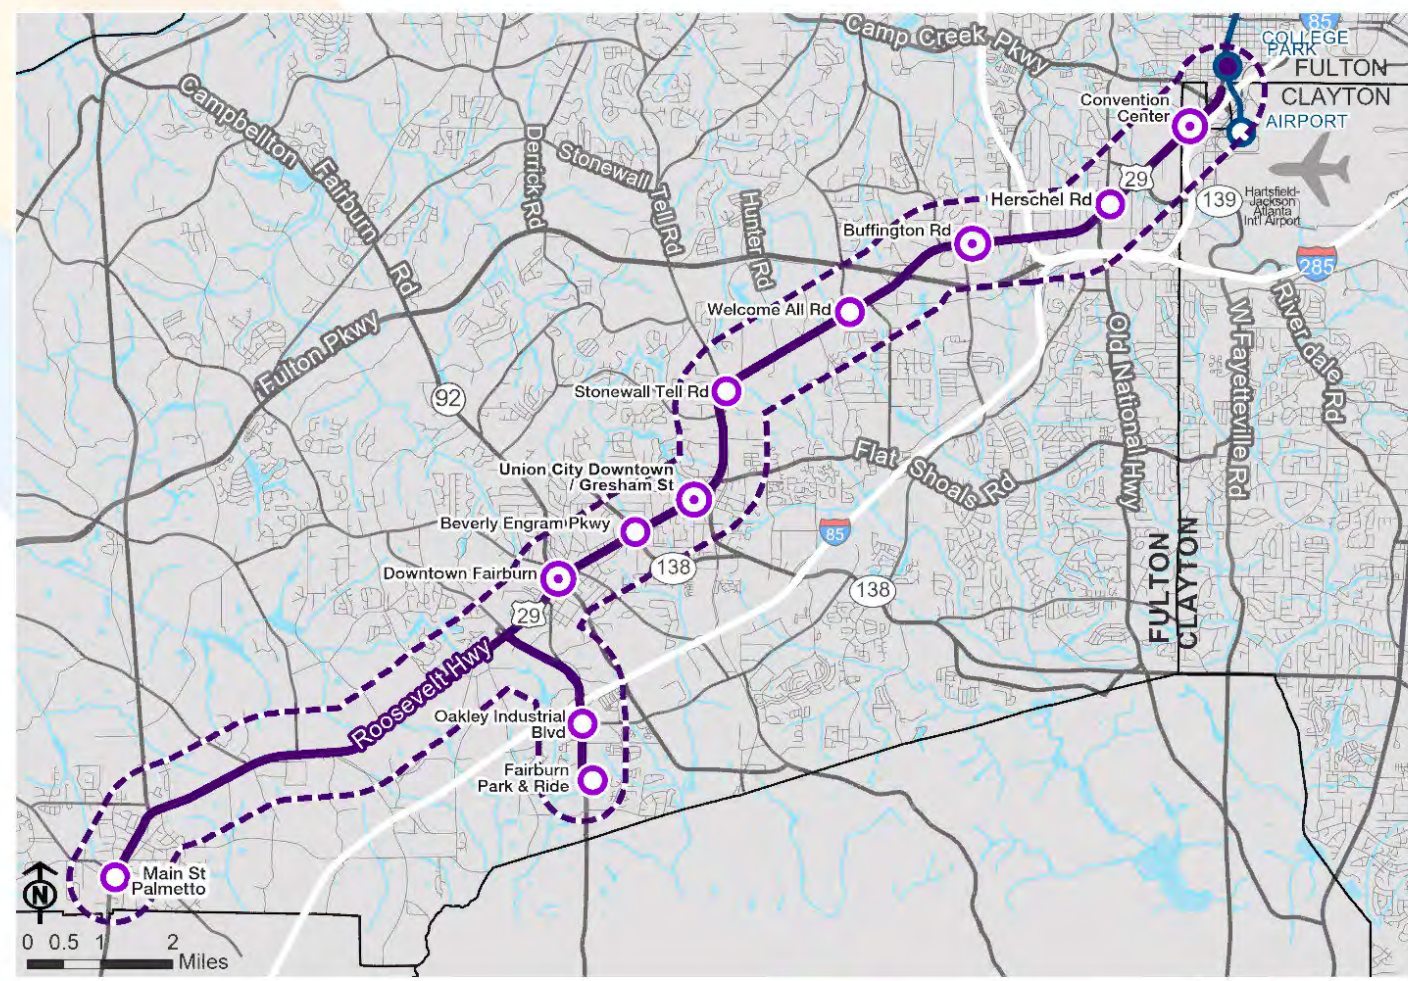 85
COLLEGE
PARK
FULTON
CLAYTON
AIRPORT
Camp Creek Pkwy
Convention
Center
Campbellton
Fairburn
Rd
Derrick Rd
Stonewall
Tell Rd
Hunter Rd
29
139
Hartsfield-
Jackson
Atlanta
Int'l Airport
Herschel Rd
Buffington Rd
285
Welcome All Rd
Fulton Pkwy
Old National Hwy
W Fayetteville Rd
Riverdale Rd
92
Stonewall Tell Rd
Flat Shoals Rd
Union City Downtown
/ Gresham St
Beverly Engram Pkwy
85
138
138
Downtown Fairburn
29
FULTON
CLAYTON
Roosevelt Hwy
Oakley Industrial
Blvd
Fairburn
Park & Ride
Main St
Palmetto
N
0 0.5 1 2
Miles